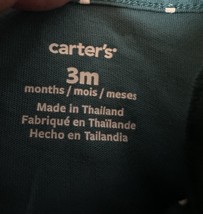 carter's
3m
months / mois / meses
Made in Thailand
Fabriqué en Thaïlande
Hecho en Tailandia